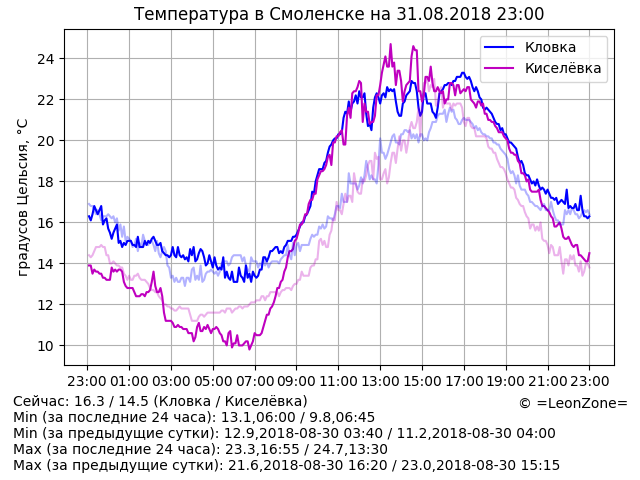 Температура в Смоленске на 31.08.2018 23:00
Кловка
Киселёвка
градусов Цельсия, °C
24
22
20
18
16
14
12
10
23:00 01:00 03:00 05:00 07:00 09:00 11:00 13:00 15:00 17:00 19:00 21:00 23:00
Сейчас: 16.3 / 14.5 (Кловка / Киселёвка)
© =LeonZone=
Min (за последние 24 часа): 13.1,06:00 / 9.8,06:45
Min (за предыдущие сутки): 12.9,2018-08-30 03:40 / 11.2,2018-08-30 04:00
Max (за последние 24 часа): 23.3,16:55 / 24.7,13:30
Max (за предыдущие сутки): 21.6,2018-08-30 16:20 / 23.0,2018-08-30 15:15